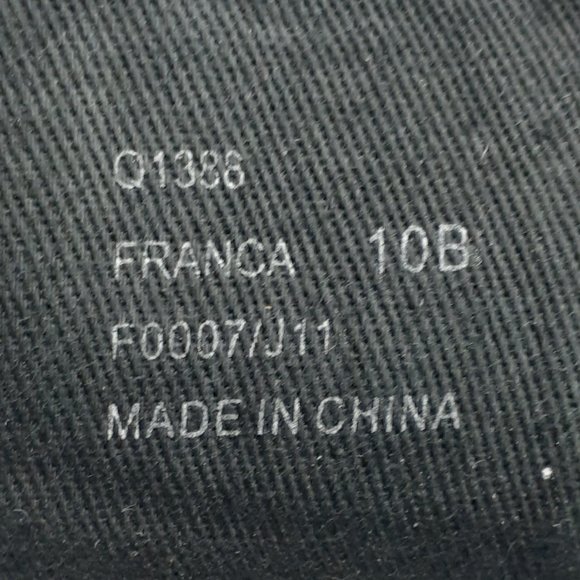 Q1386
FRANCA 10B
F0007/J11
MADE IN CHINA